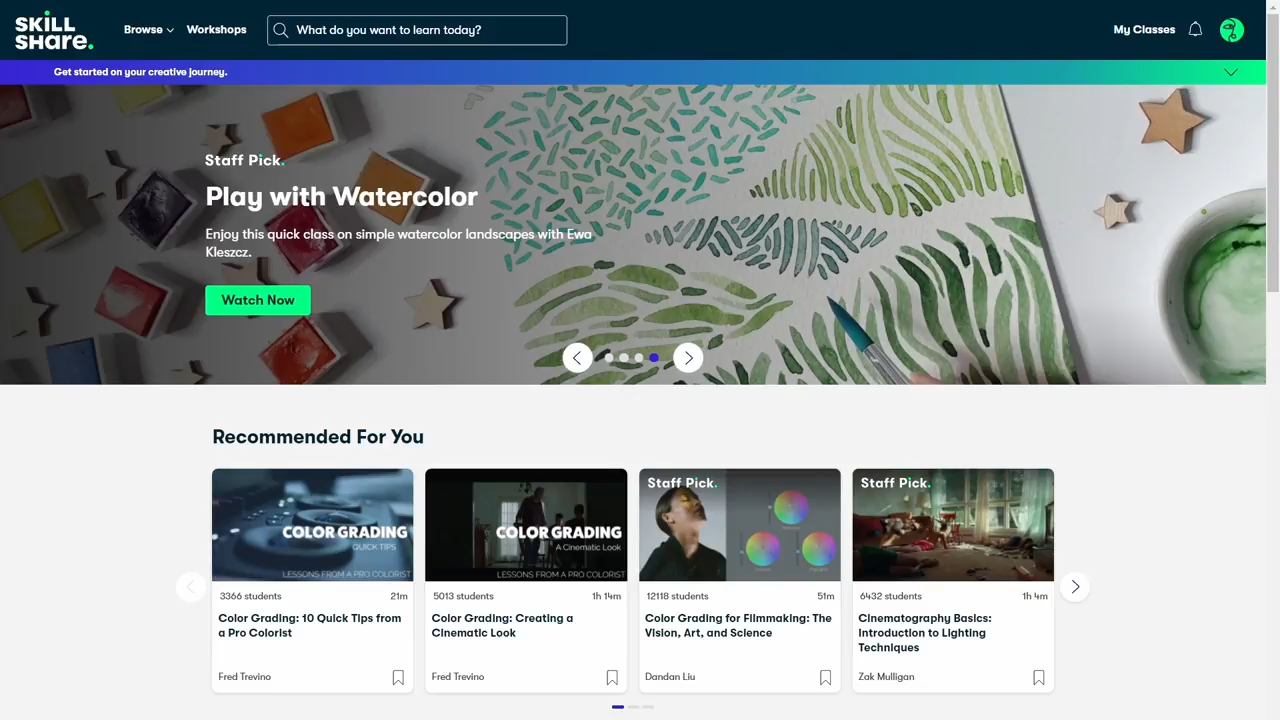 SKILL
SHare.
Browse
Workshops
What do you want to learn today?
My Classes
Get started on your creative journey.
Staff Pick.
Play with Watercolor
Enjoy this quick class on simple watercolor landscapes with Ewa
Kleszcz.
Watch Now
Recommended For You
COLOR GRADING
QUICK TIPS
LESSONS FROM A PRO COLORIST
3366 students 21m
Color Grading: 10 Quick Tips from
a Pro Colorist
Fred Trevino
COLOR GRADING
A Cinematic Look
LESSONS FROM A PRO COLORIST
5013 students 1h 14m
Color Grading: Creating a
Cinematic Look
Fred Trevino
Staff Pick.
12118 students 51m
Color Grading for Filmmaking: The
Vision, Art, and Science
Dandan Liu
Staff Pick.
6432 students 1h 4m
Cinematography Basics:
Introduction to Lighting
Techniques
Zak Mulligan